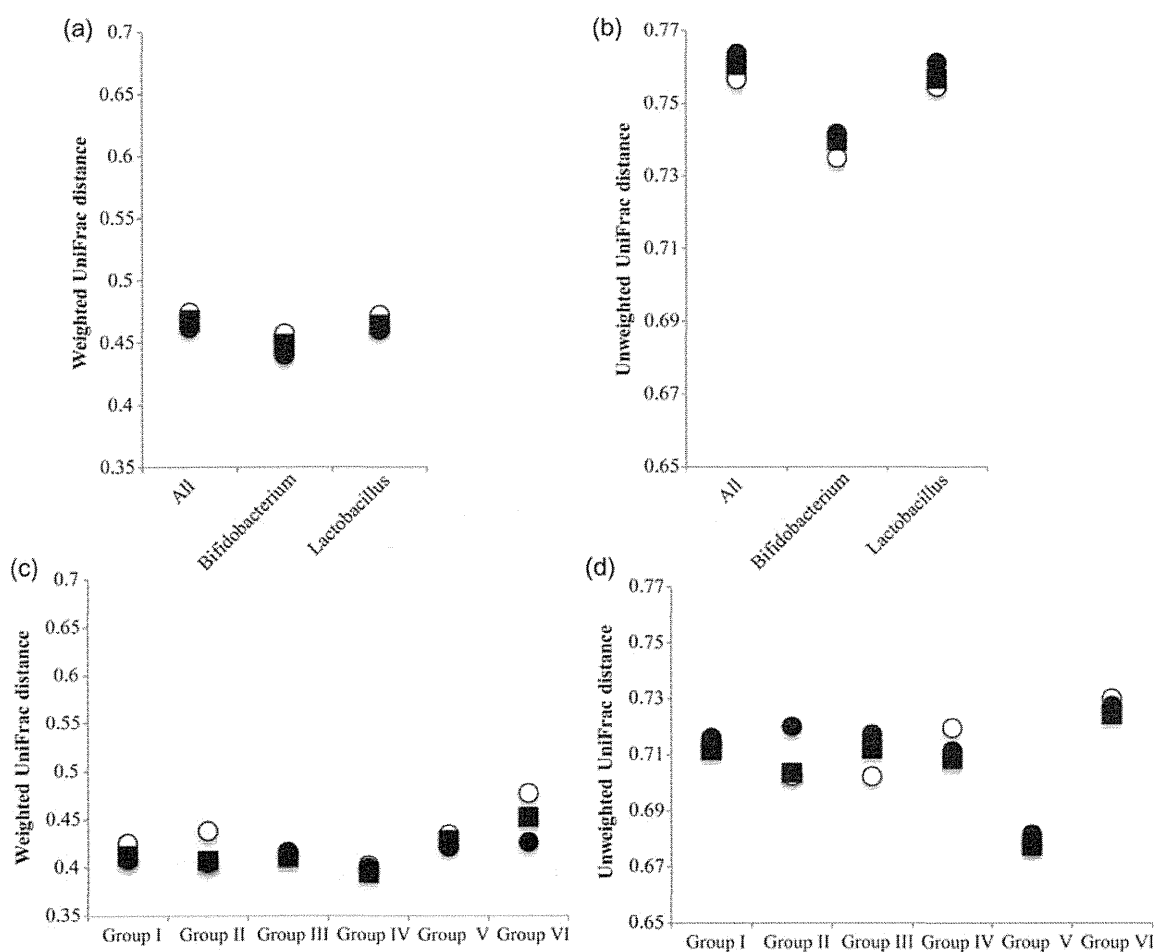 (a)
0.7
0.65
0.6
0.55
0.5
0.45
0.4
0.35
Weighted UniFrac distance
All
Bifidobacterium
Lactobacillus
(b)
0.77
0.75
0.73
0.71
0.69
0.67
0.65
Unweighted UniFrac distance
All
Bifidobacterium
Lactobacillus
(c)
0.7
0.65
0.6
0.55
0.5
0.45
0.4
0.35
Weighted UniFrac distance
Group I Group II Group III Group IV Group V Group VI
(d)
0.77
0.75
0.73
0.71
0.69
0.67
0.65
Unweighted UniFrac distance
Group I Group II Group III Group IV Group V Group VI